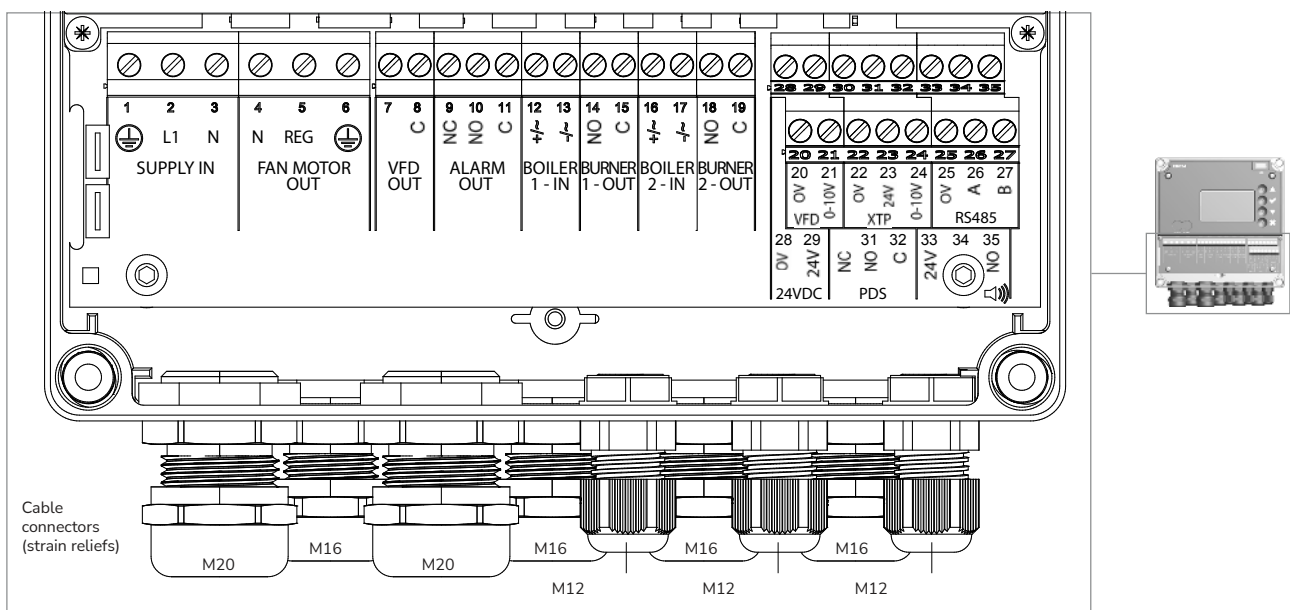 28 29 30 31 32 33 34 35
1 2 3 4 5 6 7 8 9 10 11 12 13 14 15 16 17 18 19
L1 N N REG C NC NO C +/~ -/~ NO C +/~ -/~ NO C
SUPPLY IN
FAN MOTOR
OUT
VFD
OUT
ALARM
OUT
BOILER
1 - IN
BURNER
1 - OUT
BOILER
2 - IN
BURNER
2 - OUT
20 21 22 23 24 25 26 27
20 21 22 23 24 25 26 27
0V 0-10V 0V 24V 0-10V 0V A B
VFD XTP RS485
28 29 31 32 33 34 35
0V 24V NC NO C 24V NO
24VDC PDS
Cable
connectors
(strain reliefs)
M20 M16 M20 M16 M16 M16
M12 M12 M12